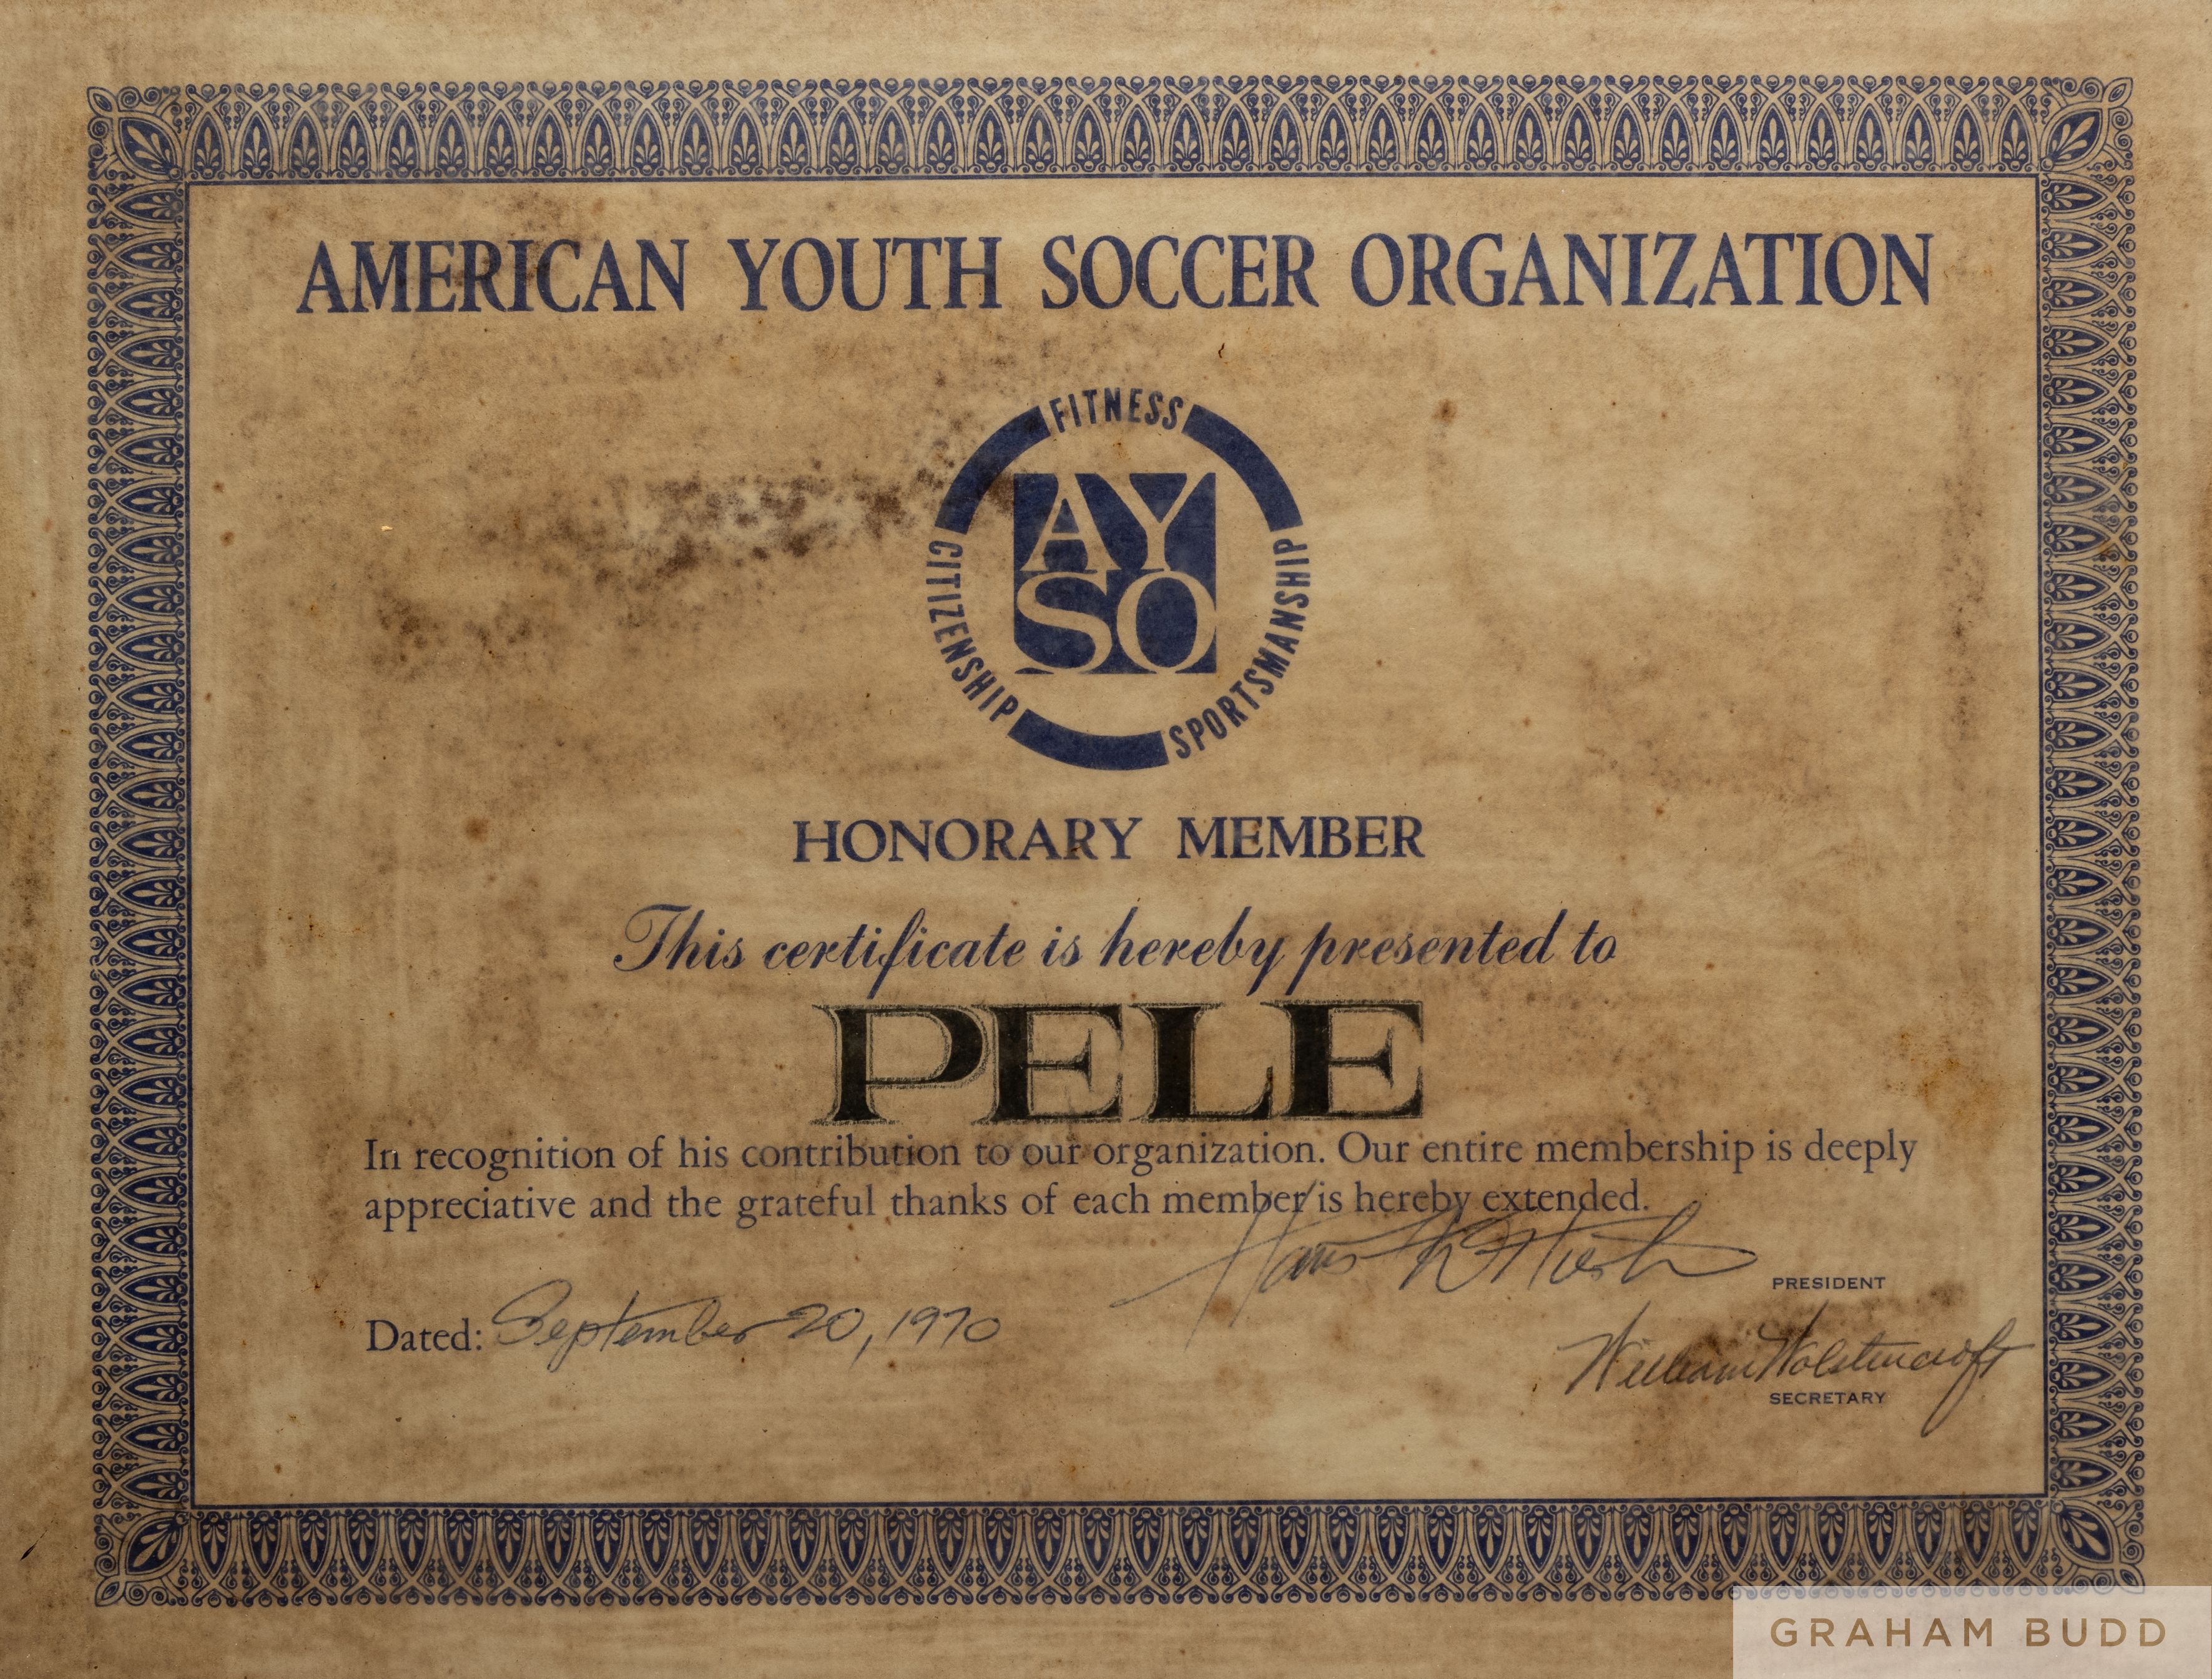 AMERICAN YOUTH SOCCER ORGANIZATION
FITNESS
AY
SO
CITIZENSHIP
SPORTSMANSHIP
HONORARY MEMBER
This certificate is hereby presented to
PELE
In recognition of his contribution to our organization. Our entire membership is deeply
appreciative and the grateful thanks of each member is hereby extended.
PRESIDENT
Dated: September 20, 1970
William Wolstencroft
SECRETARY
GRAHAM BUDD